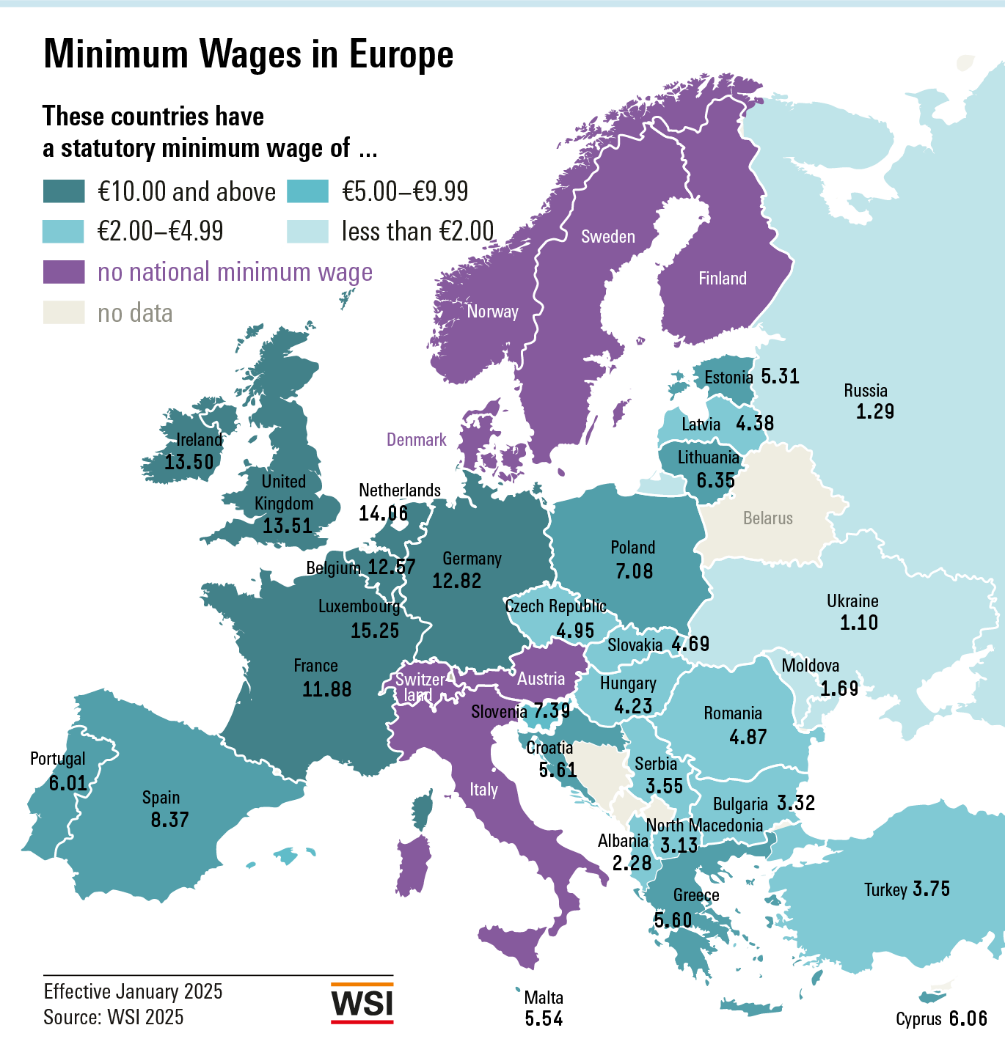 Minimum Wages in Europe
These countries have
a statutory minimum wage of ...
€10.00 and above
€5.00–€9.99
€2.00–€4.99
less than €2.00
no national minimum wage
no data
Sweden
Finland
Norway
Estonia 5.31
Russia
1.29
Latvia 4.38
Denmark
Ireland
13.50
Lithuania
6.35
United
Kingdom
13.51
Netherlands
14.06
Belarus
Poland
7.08
Germany
12.82
Belgium 12.57
Ukraine
1.10
Luxembourg
15.25
Czech Republic
4.95
Slovakia 4.69
France
11.88
Switzer-
land
Austria
Hungary
4.23
Moldova
1.69
Slovenia 7.39
Romania
4.87
Croatia
5.61
Portugal
6.01
Serbia
3.55
Spain
8.37
Italy
Bulgaria 3.32
North Macedonia
3.13
Albania
2.28
Greece
5.60
Turkey 3.75
Effective January 2025
Source: WSI 2025
WSI
Malta
5.54
Cyprus 6.06